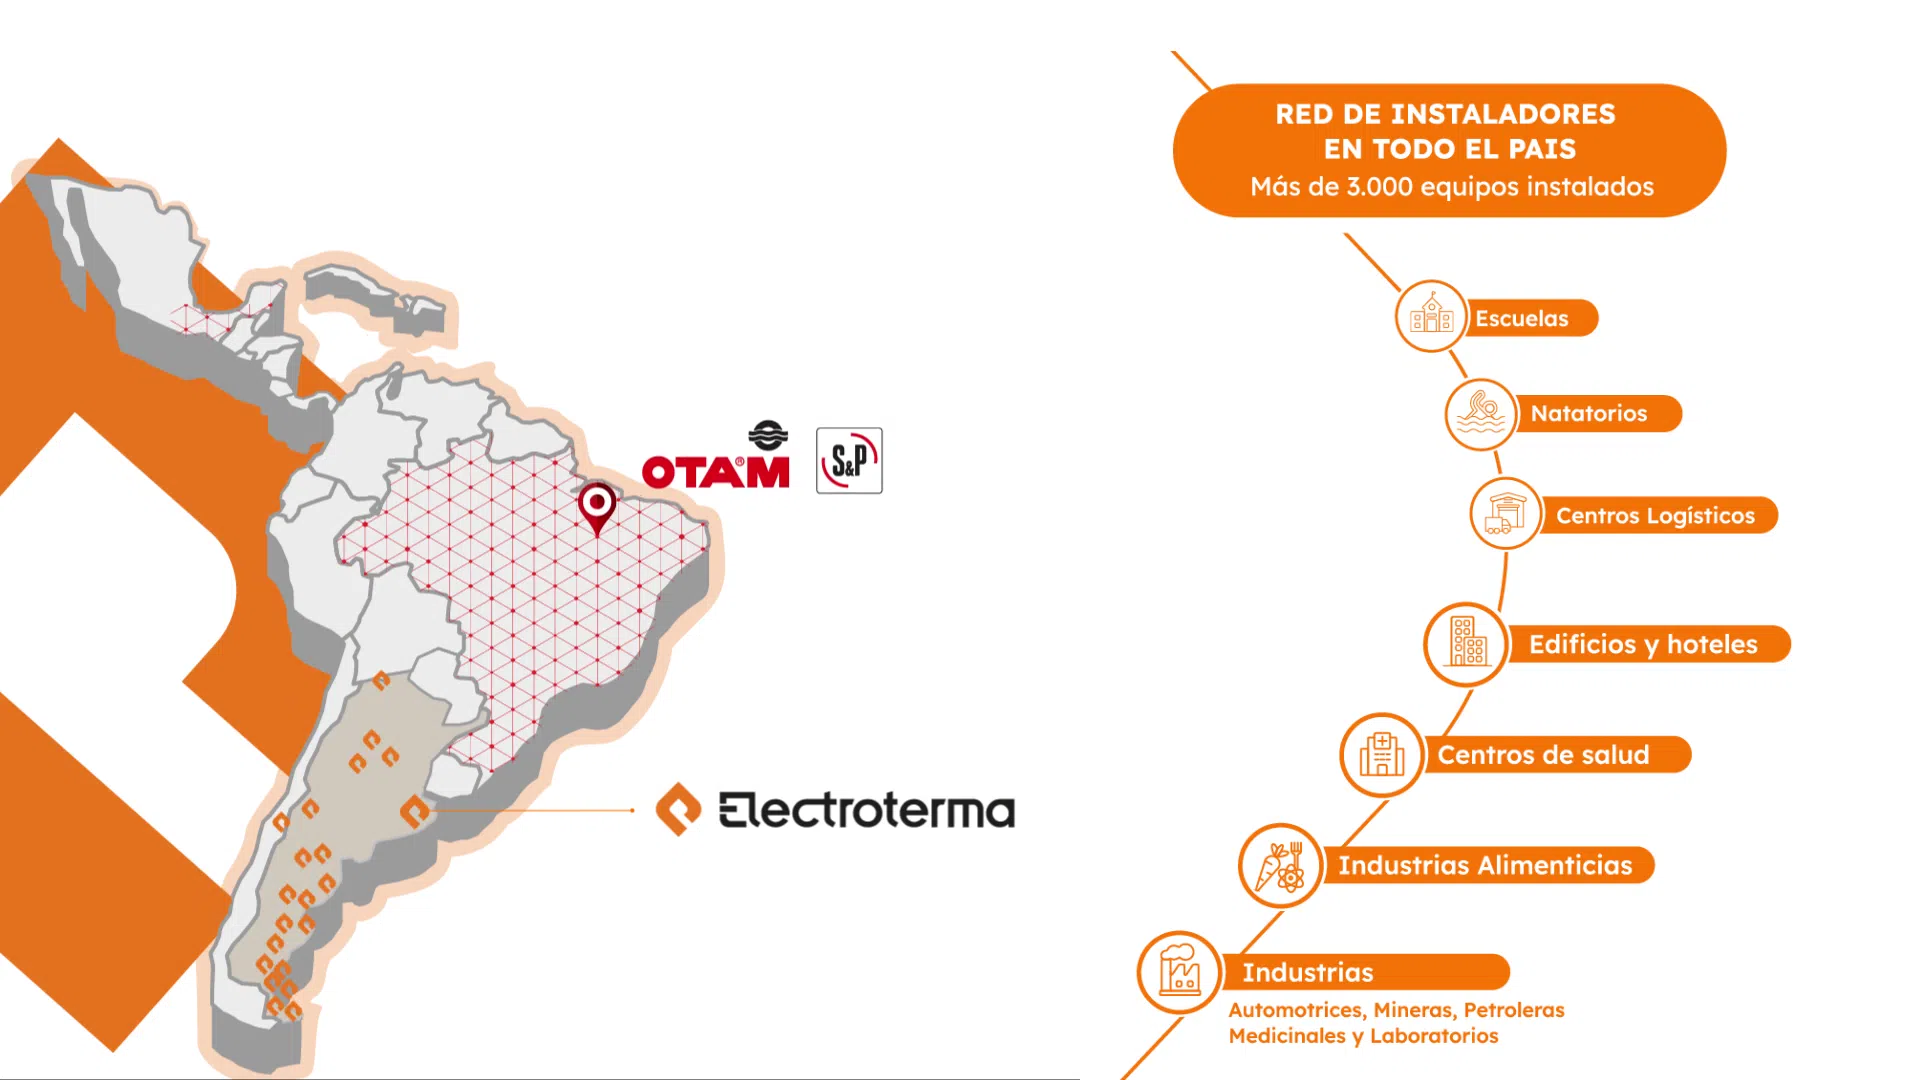 RED DE INSTALADORES
EN TODO EL PAIS
Más de 3.000 equipos instalados
Escuelas
Natatorios
OTAM®
S&P
Centros Logísticos
Edificios y hoteles
Centros de salud
Electroterma
Industrias Alimenticias
Industrias
Automotrices, Mineras, Petroleras
Medicinales y Laboratorios